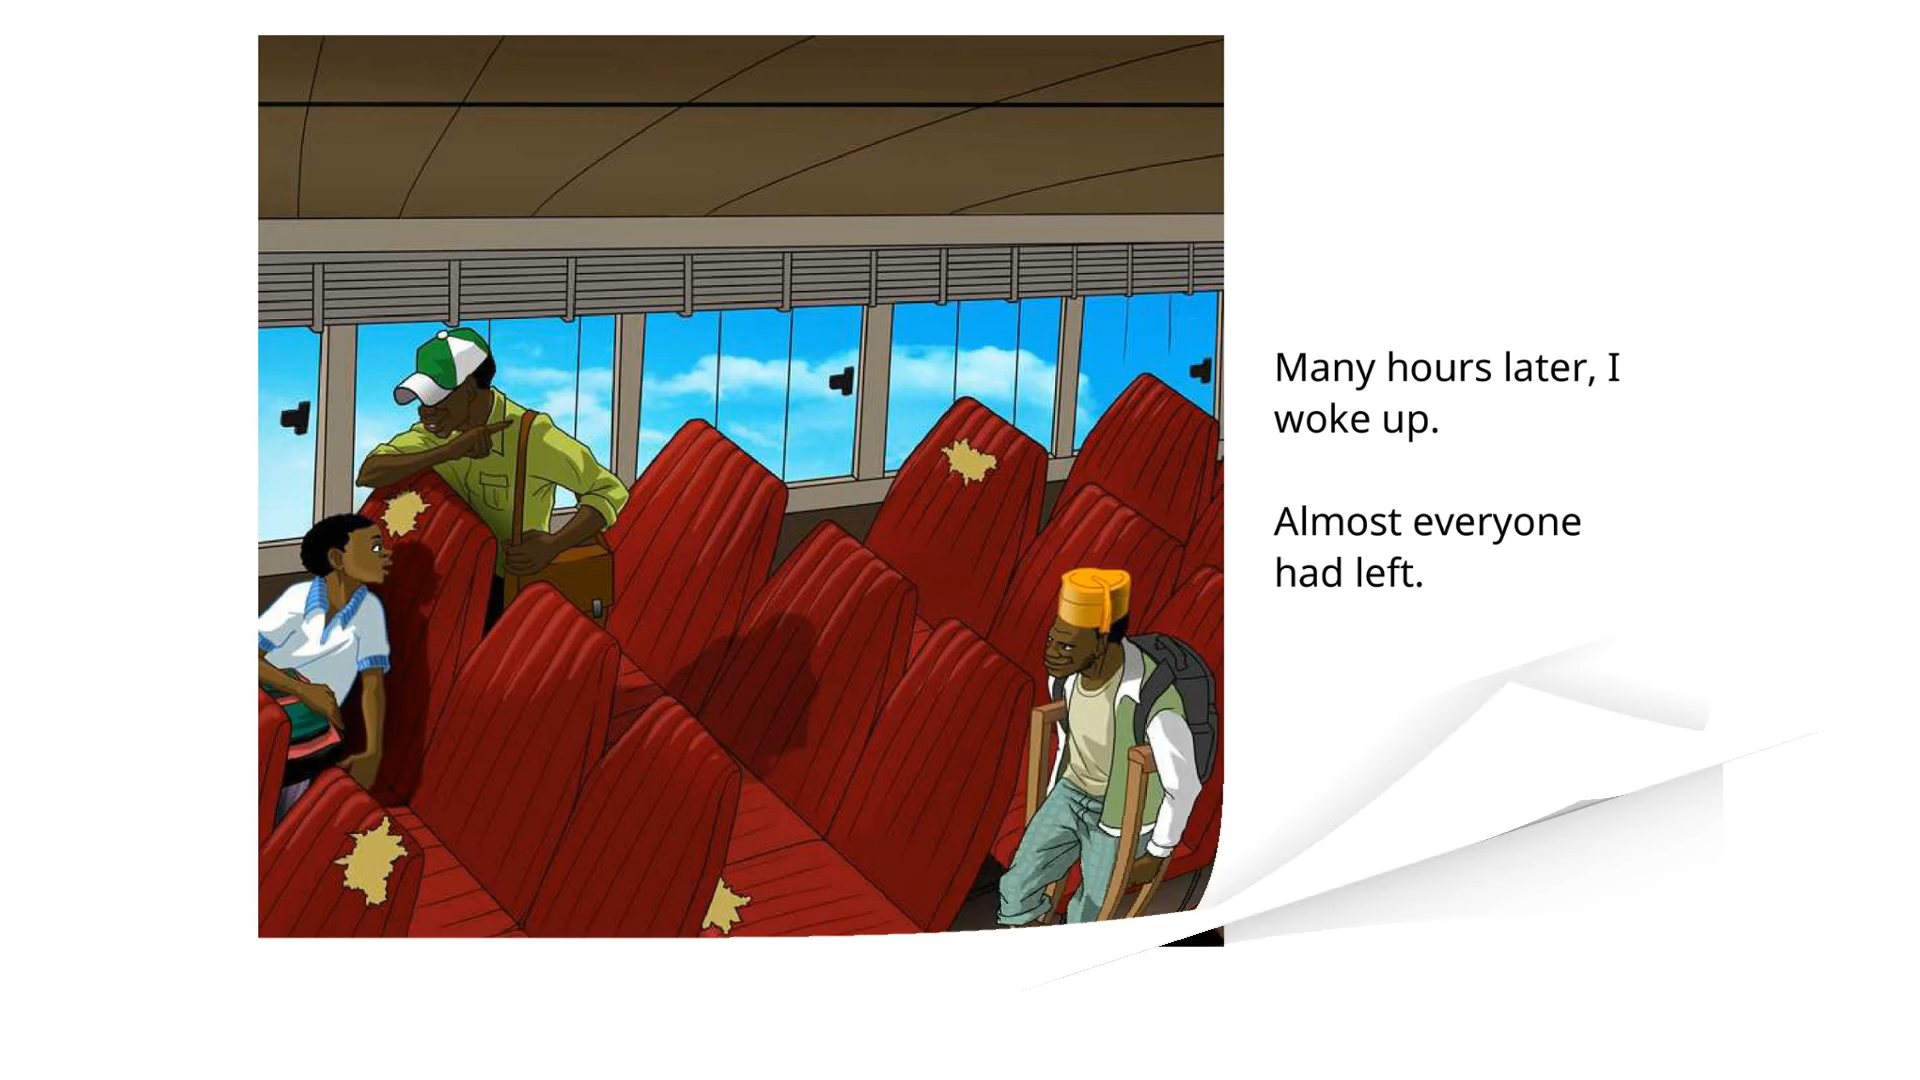 Many hours later, I
woke up.
Almost everyone
had left.